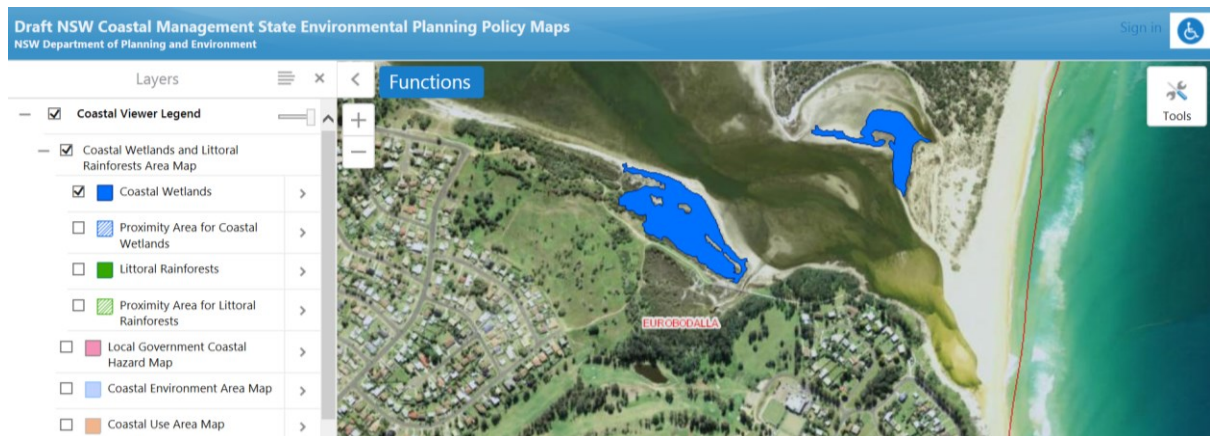 Draft NSW Coastal Management State Environmental Planning Policy Maps
NSW Department of Planning and Environment
Sign in
Layers
Functions
Tools
Coastal Viewer Legend
Coastal Wetlands and Littoral
Rainforests Area Map
Coastal Wetlands
Proximity Area for Coastal
Wetlands
Littoral Rainforests
Proximity Area for Littoral
Rainforests
Local Government Coastal
Hazard Map
Coastal Environment Area Map
Coastal Use Area Map
EUROBODALLA